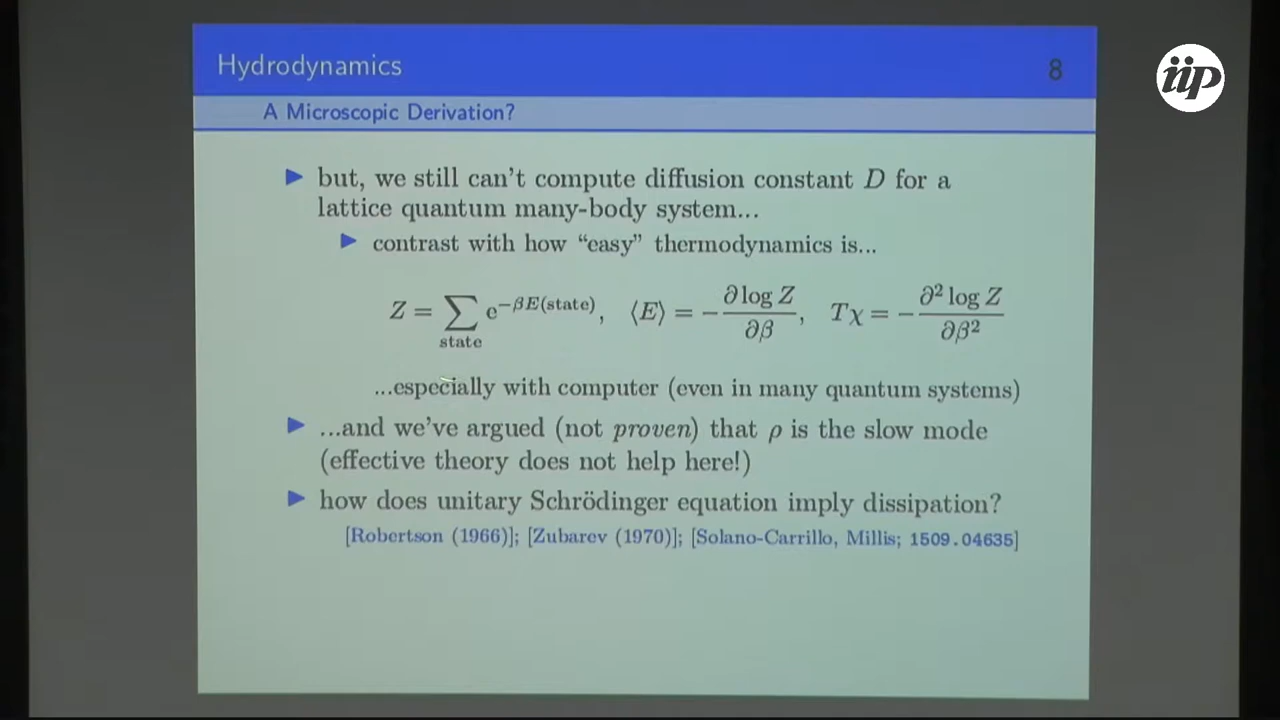 Hydrodynamics
8
iip
A Microscopic Derivation?
▶ but, we still can't compute diffusion constant D for a
lattice quantum many-body system...
▶ contrast with how “easy” thermodynamics is...
Z = ∑_{state} e^{−βE(state)}, ⟨E⟩ = −∂ log Z/∂β, Tχ = −∂² log Z/∂β²
...especially with computer (even in many quantum systems)
▶ ...and we've argued (not proven) that ρ is the slow mode
(effective theory does not help here!)
▶ how does unitary Schrödinger equation imply dissipation?
[Robertson (1966)]; [Zubarev (1970)]; [Solano-Carrillo, Millis; 1509.04635]